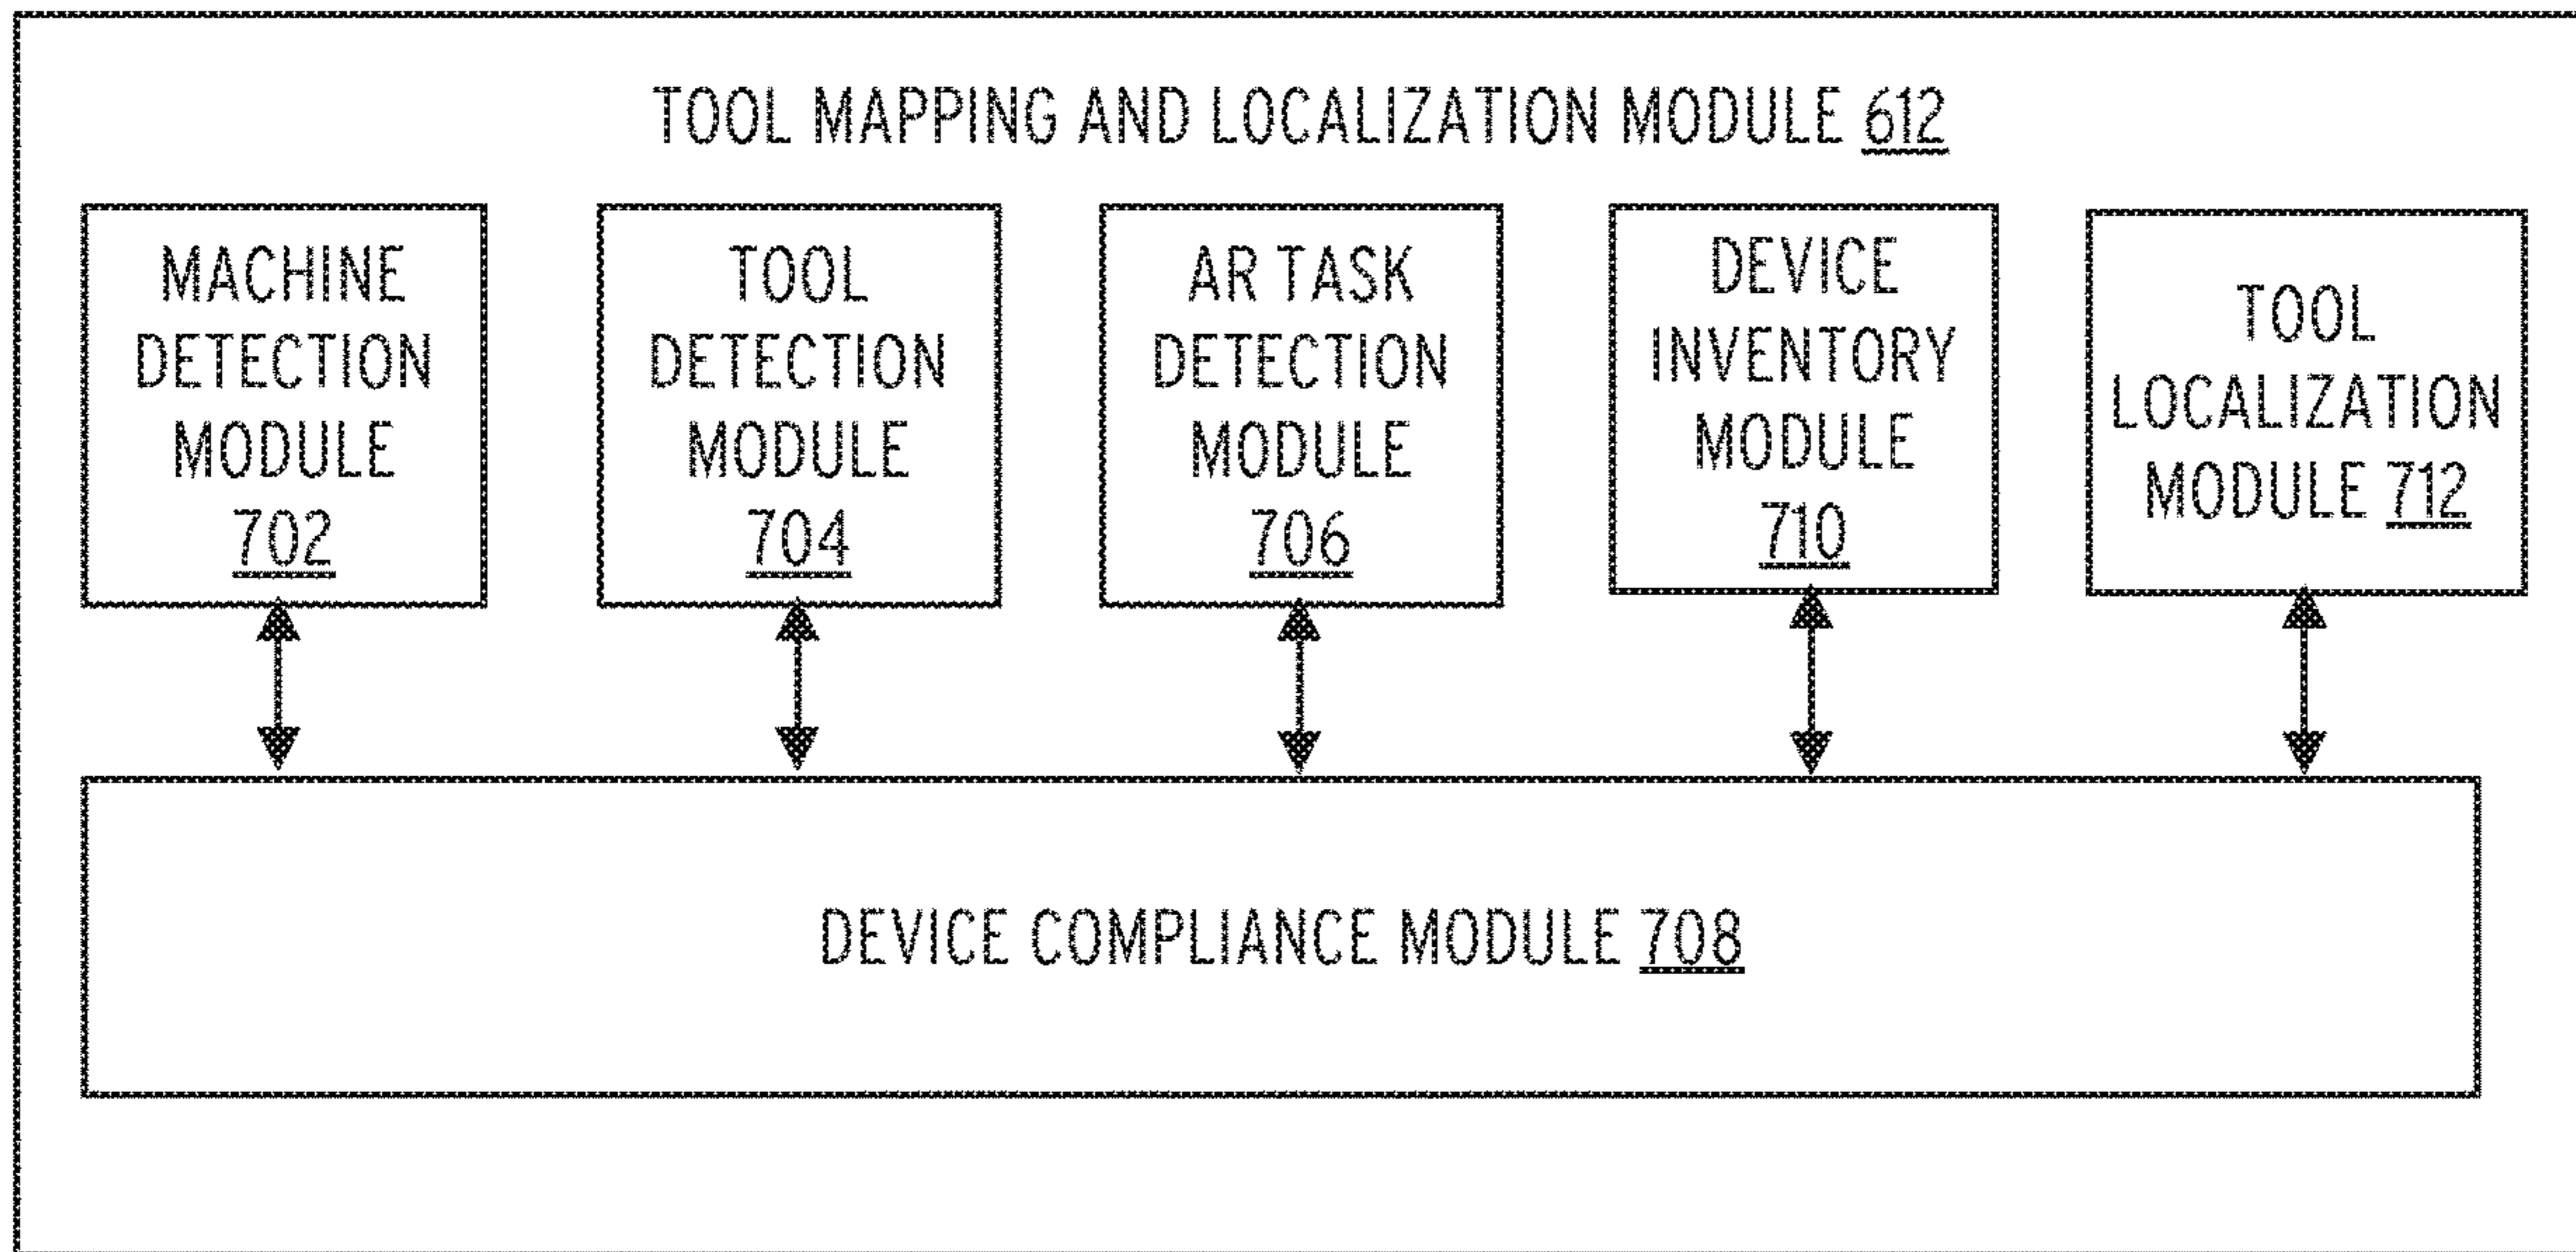 TOOL MAPPING AND LOCALIZATION MODULE 612
MACHINE
DETECTION
MODULE
702
TOOL
DETECTION
MODULE
704
AR TASK
DETECTION
MODULE
706
DEVICE
INVENTORY
MODULE
710
TOOL
LOCALIZATION
MODULE 712
DEVICE COMPLIANCE MODULE 708